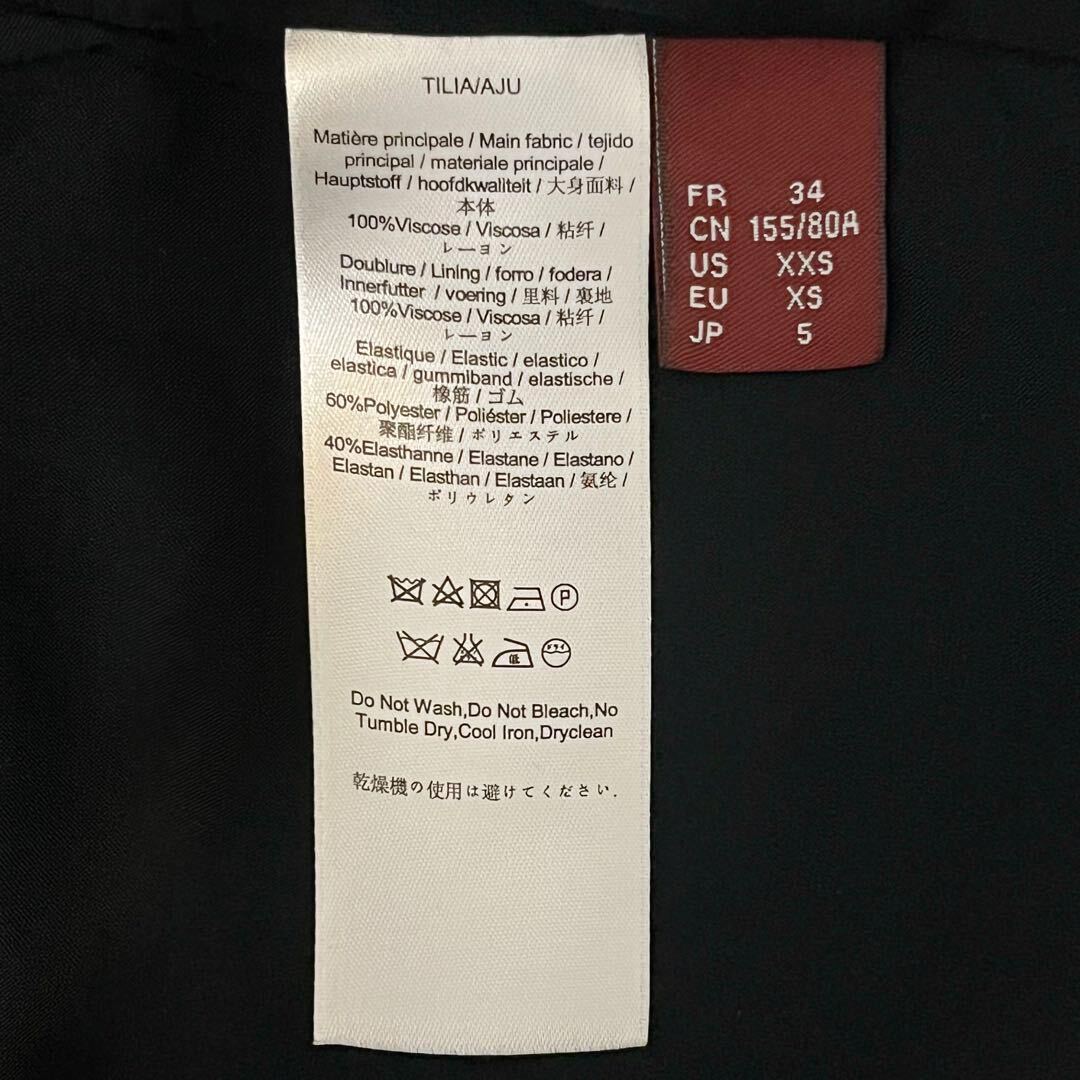 TILIA/AJU
Matière principale / Main fabric / tejido
principal / materiale principale /
Hauptstoff / hoofdkwaliteit / 大身面料 /
本体
100%Viscose / Viscosa / 粘纤 /
レーヨン
Doublure / Lining / forro / fodera /
Innerfutter / voering / 里料 / 裏地
100%Viscose / Viscosa / 粘纤 /
レーヨン
Elastique / Elastic / elastico /
elastica / gummiband / elastische /
橡筋 / ゴム
60%Polyester / Poliéster / Poliestere /
聚酯纤维 / ポリエステル
40%Elasthanne / Elastane / Elastano /
Elastan / Elasthan / Elastaan / 氨纶 /
ポリウレタン
P
低 ドライ
Do Not Wash,Do Not Bleach,No
Tumble Dry,Cool Iron,Dryclean
乾燥機の使用は避けてください.
FR 34
CN 155/80A
US XXS
EU XS
JP 5